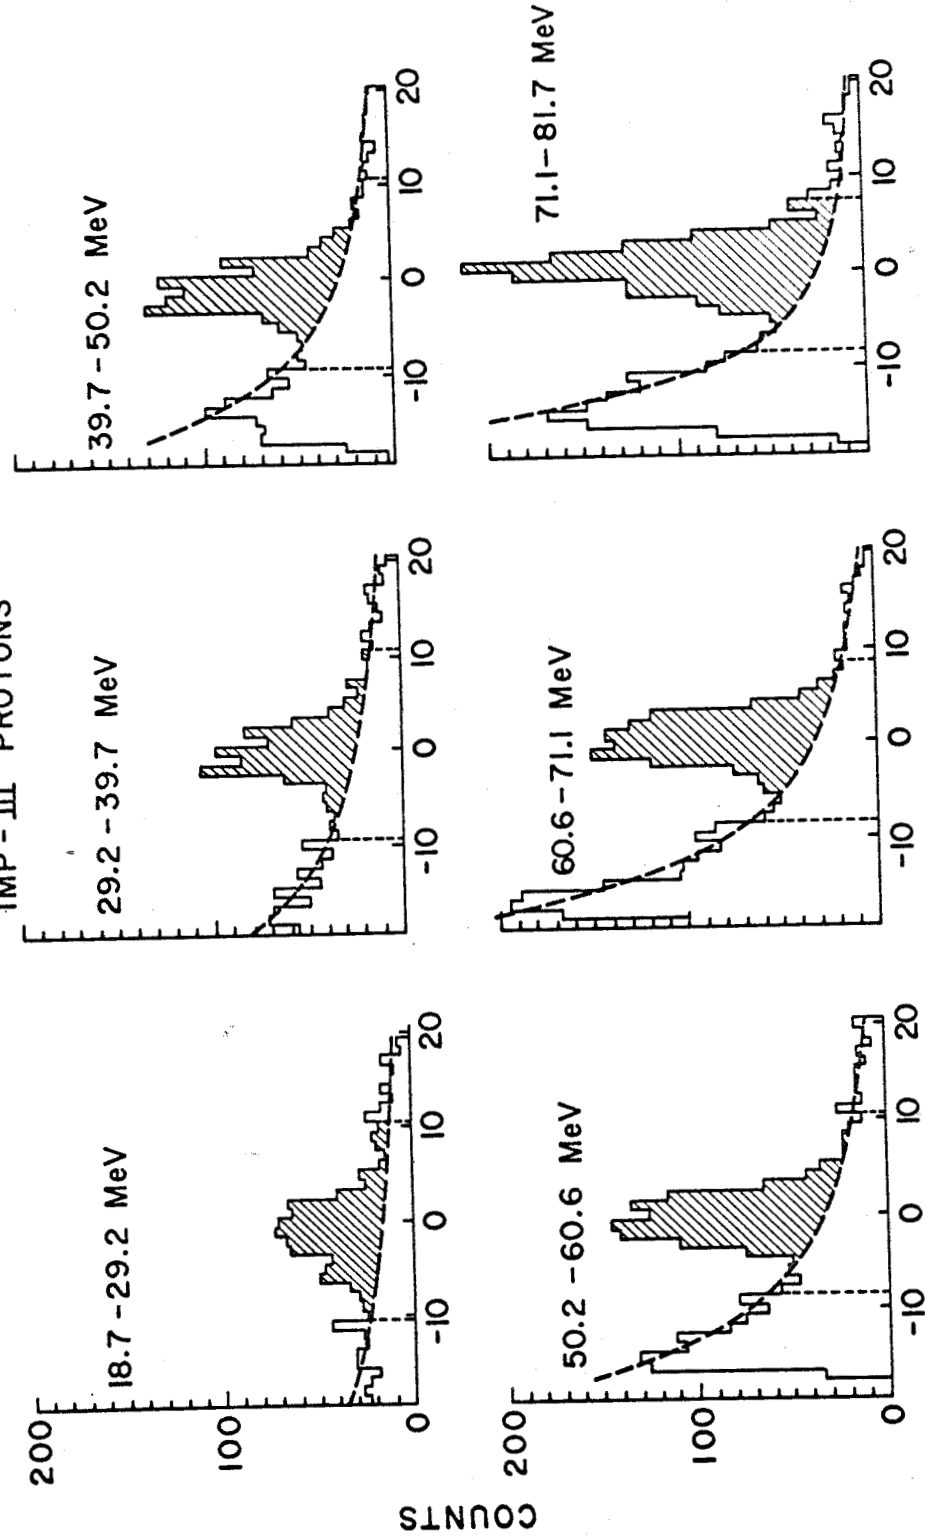 IMP - III PROTONS
18.7 - 29.2 MeV
29.2 - 39.7 MeV
39.7 - 50.2 MeV
200
100
0
-10 0 10 20
-10 0 10 20
-10 0 10 20
50.2 - 60.6 MeV
60.6 - 71.1 MeV
71.1 - 81.7 MeV
200
100
0
COUNTS
-10 0 10 20
-10 0 10 20
-10 0 10 20